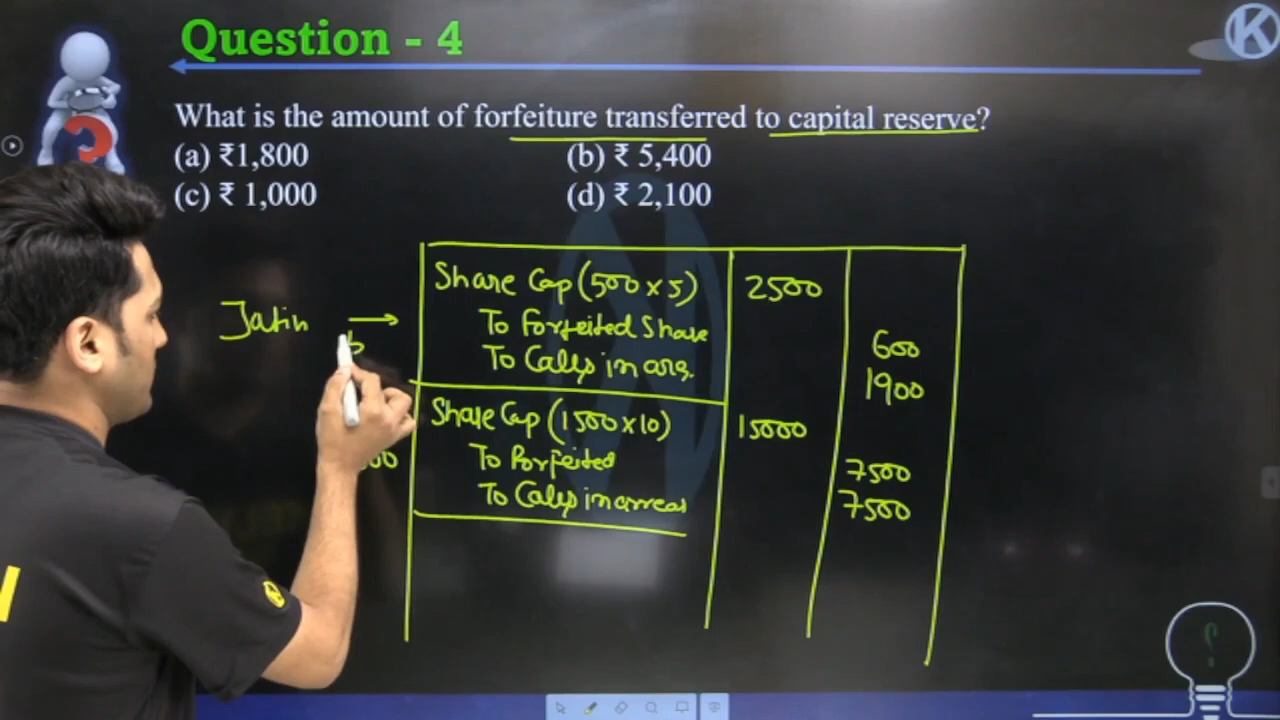 Question - 4
K
What is the amount of forfeiture transferred to capital reserve?
(a) ₹1,800 (b) ₹ 5,400
(c) ₹ 1,000 (d) ₹ 2,100
Share Cap (500 x 5) 2500
Jatin → To Forfeited Share 600
To Calls in arrs. 1900
Share Cap (1500 x 10) 15000
To Forfeited 7500
To Calls in arrear 7500